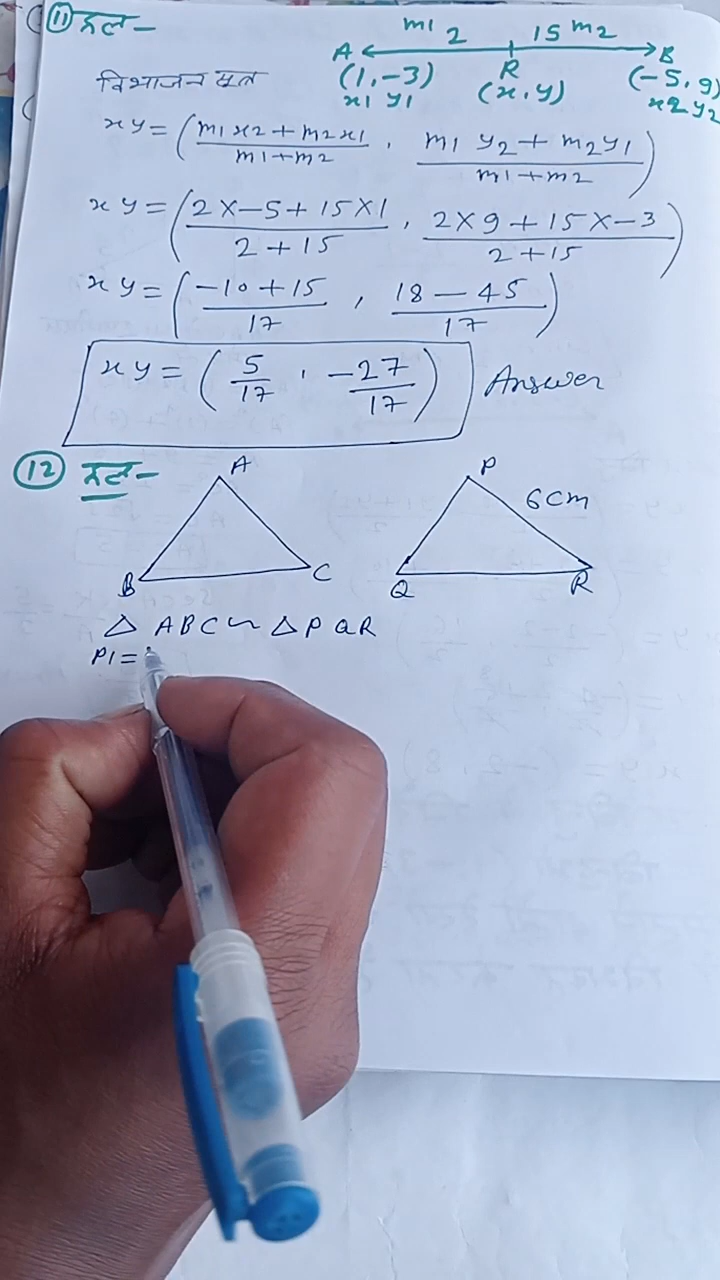 11 हल-
m1 2 15 m2
A R B
(1,-3) (x,y) (-5,9)
x1 y1 x2 y2
विभाजन सूत्र
xy = (m1x2+m2x1/m1+m2, m1 y2+m2y1/m1+m2)
xy = (2×-5+15×1/2+15, 2×9+15×-3/2+15)
xy = (-10+15/17, 18-45/17)
xy = (5/17, -27/17) Answer
12 हल-
A P
6cm
B C Q R
△ ABC ~ △ PQR
P1=